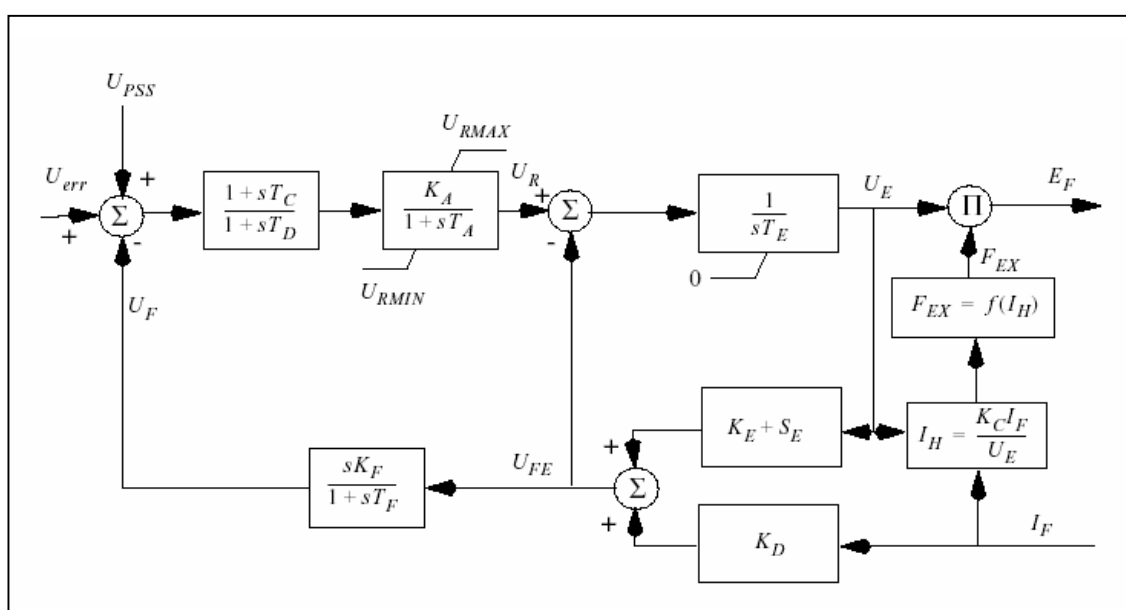 U_PSS
U_err
+
+
-
Σ
U_F
1 + sT_C
1 + sT_D
U_RMAX
K_A
1 + sT_A
U_RMIN
U_R
+
-
Σ
1
sT_E
0
U_E
Π
E_F
F_EX
F_EX = f(I_H)
K_E + S_E
I_H = K_C I_F
U_E
sK_F
1 + sT_F
U_FE
+
+
Σ
K_D
I_F